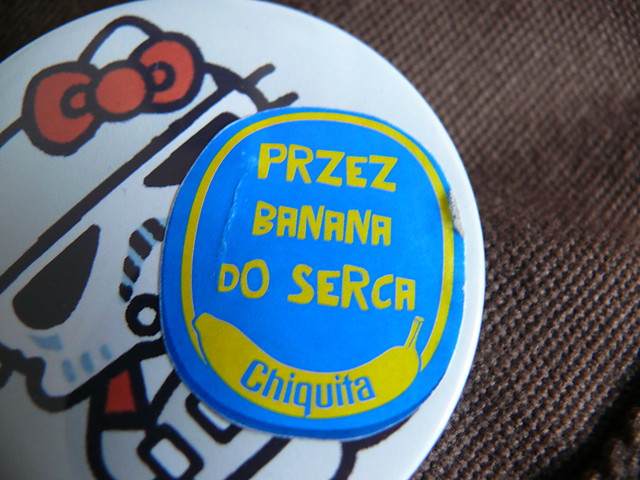 PRZEZ
BANANA
DO SERCA
Chiquita